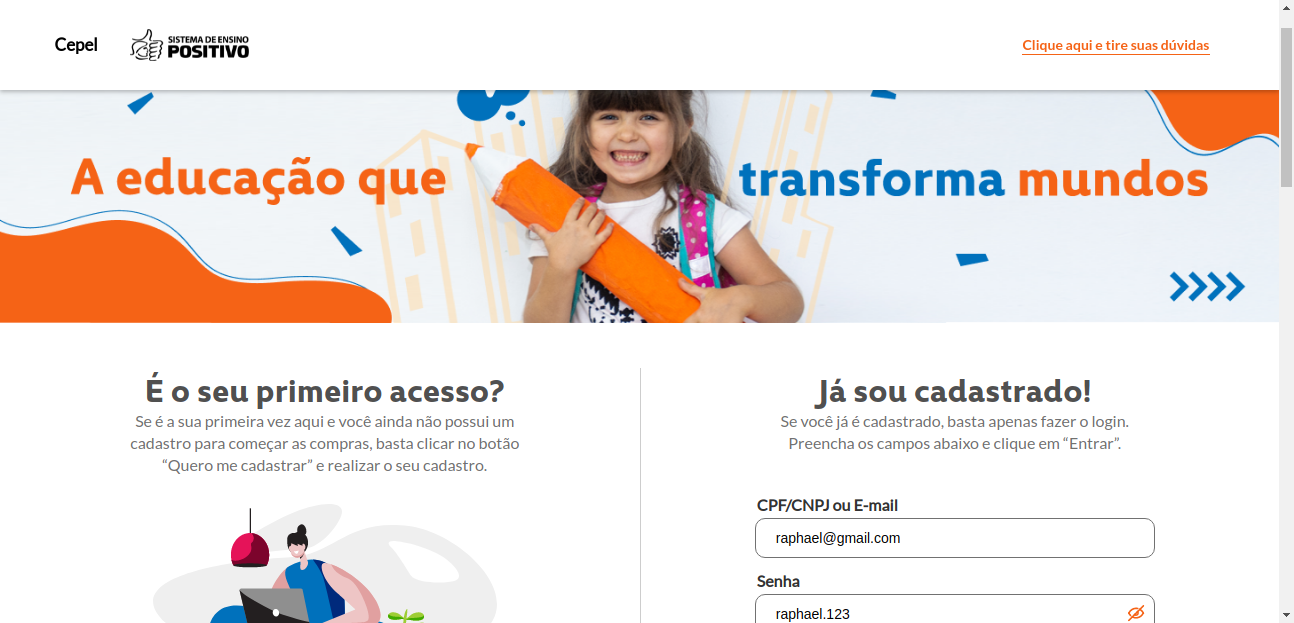 Cepel
SISTEMA DE ENSINO
POSITIVO
Clique aqui e tire suas dúvidas
A educação que transforma mundos
É o seu primeiro acesso?
Se é a sua primeira vez aqui e você ainda não possui um
cadastro para começar as compras, basta clicar no botão
“Quero me cadastrar” e realizar o seu cadastro.
Já sou cadastrado!
Se você já é cadastrado, basta apenas fazer o login.
Preencha os campos abaixo e clique em “Entrar”.
CPF/CNPJ ou E-mail
raphael@gmail.com
Senha
raphael.123